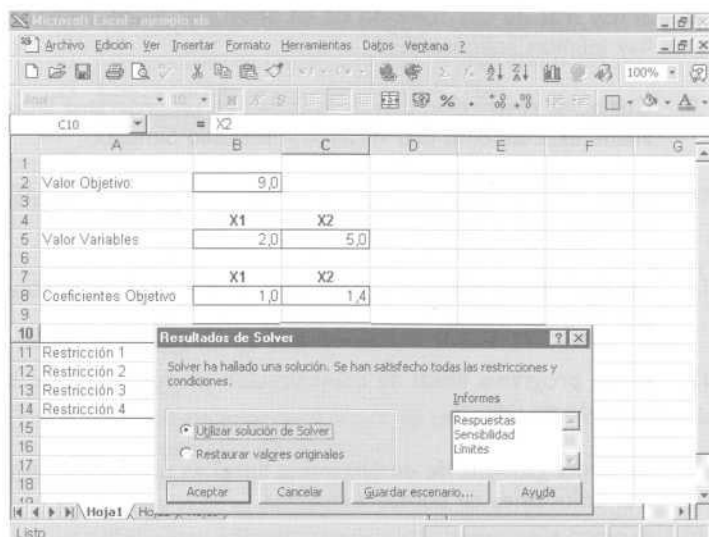 Microsoft Excel - ejemplo.xls
Archivo Edición Ver Insertar Formato Herramientas Datos Ventana ?
100%
Arial 10 N K S % .
C10 = X2
A B C D E F G
1
2 Valor Objetivo: 9,0
3
4 X1 X2
5 Valor Variables 2,0 5,0
6
7 X1 X2
8 Coeficientes Objetivo 1,0 1,4
9
10
11 Restricción 1
12 Restricción 2
13 Restricción 3
14 Restricción 4
15
16
17
18
19
Resultados de Solver
Solver ha hallado una solución. Se han satisfecho todas las restricciones y
condiciones.
Informes
Utilizar solución de Solver
Restaurar valores originales
Respuestas
Sensibilidad
Límites
Aceptar Cancelar Guardar escenario... Ayuda
Hoja1
Listo